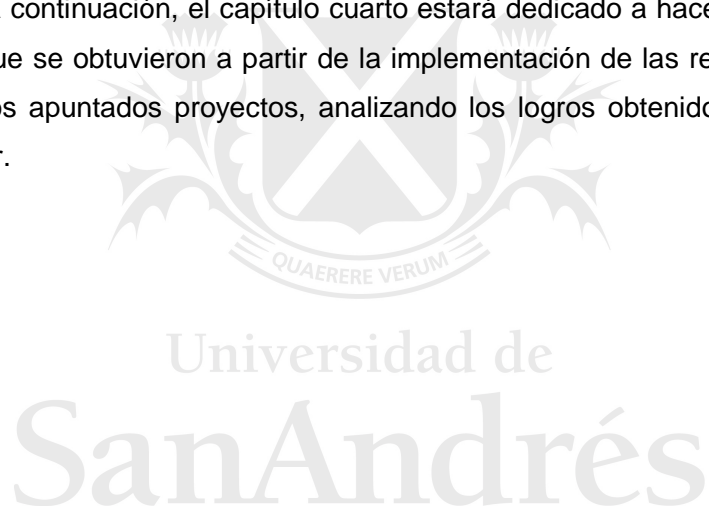 continuación, el capítulo cuarto estará dedicado a hace
ue se obtuvieron a partir de la implementación de las re
os apuntados proyectos, analizando los logros obtenido
r.
QUAERERE VERUM
Universidad de
SanAndrés